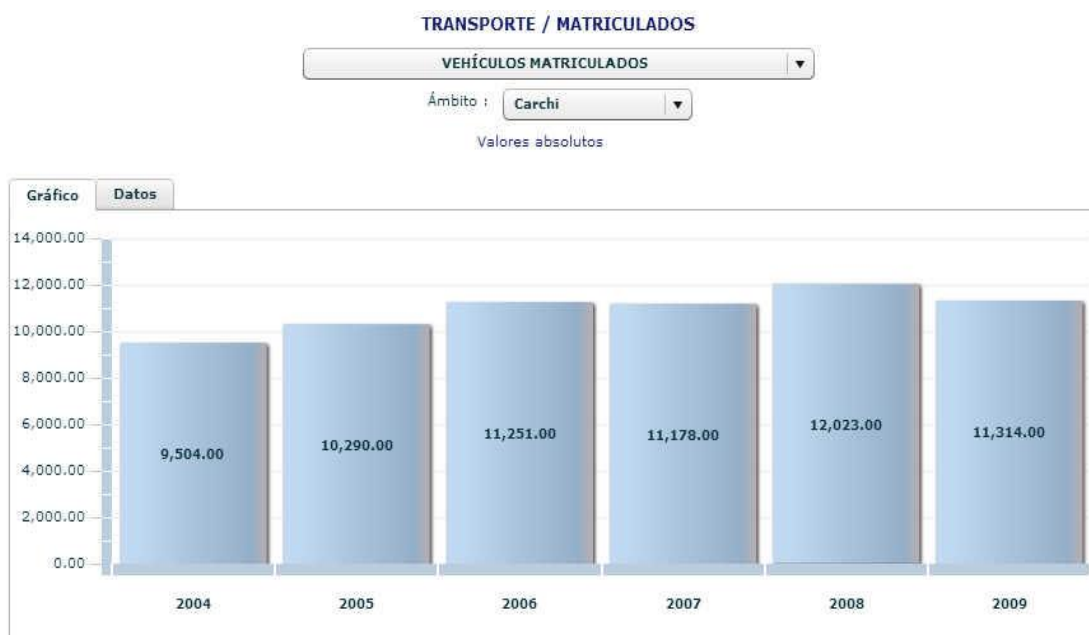 TRANSPORTE / MATRICULADOS
VEHÍCULOS MATRICULADOS
Ámbito : Carchi
Valores absolutos
Gráfico Datos
14,000.00
12,000.00
10,000.00
8,000.00
6,000.00
4,000.00
2,000.00
0.00
9,504.00 10,290.00 11,251.00 11,178.00 12,023.00 11,314.00
2004 2005 2006 2007 2008 2009